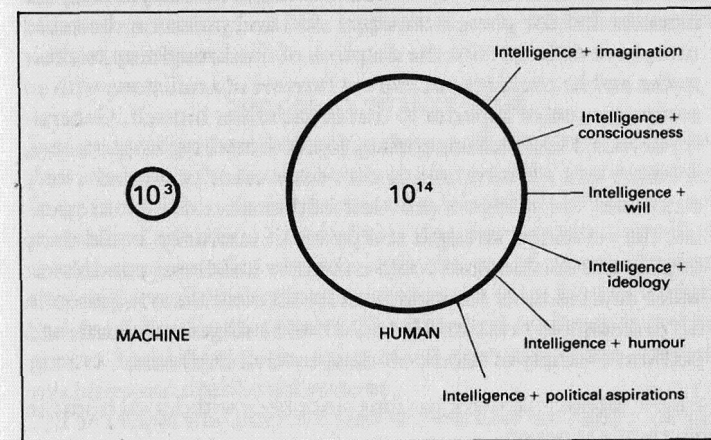 Intelligence + imagination
Intelligence +
consciousness
10³
10¹⁴
Intelligence +
will
Intelligence +
ideology
MACHINE
HUMAN
Intelligence + humour
Intelligence + political aspirations